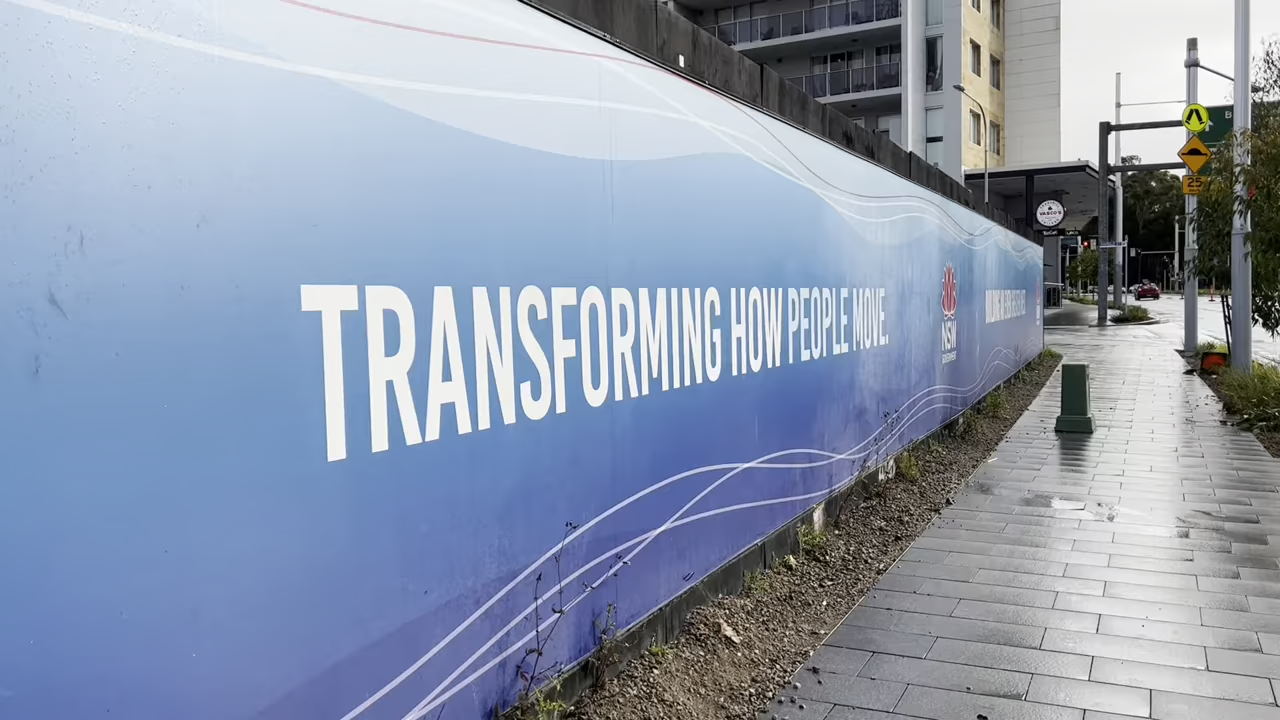 TRANSFORMING HOW PEOPLE MOVE.
NSW
GOVERNMENT
VASCO'S
25